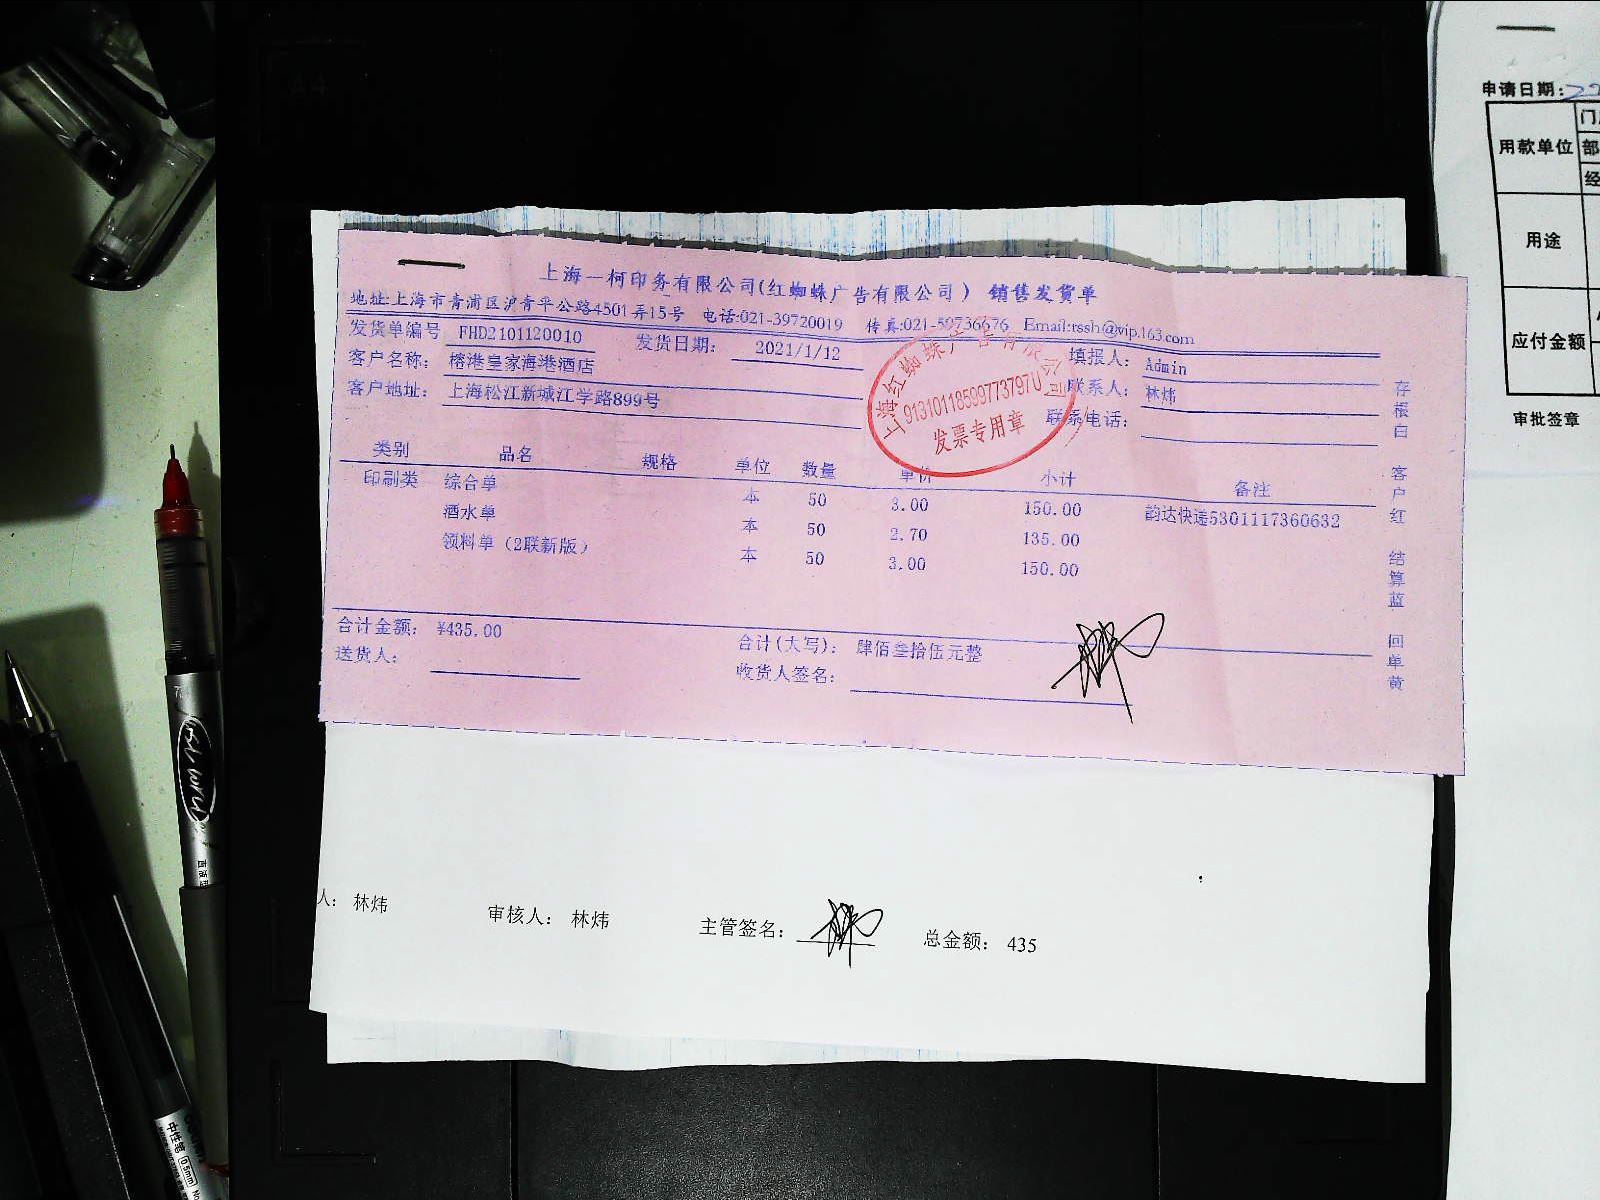 上海一柯印务有限公司(红蜘蛛广告有限公司) 销售发货单
地址:上海市青浦区沪青平公路4501弄15号 电话:021-39720019 传真:021-59736676 Email:rssh@vip.163.com
发货单编号 FHD2101120010 发货日期: 2021/1/12 填报人: Admin
客户名称: 榕港皇家海港酒店 联系人: 林炜
客户地址: 上海松江新城江学路899号 联系电话:
上海红蜘蛛广告有限公司
91310118599773797U
发票专用章
类别 品名 规格 单位 数量 单价 小计 备注
印刷类 综合单 本 50 3.00 150.00 韵达快递5301117360632
酒水单 本 50 2.70 135.00
领料单（2联新版） 本 50 3.00 150.00
合计金额: ¥435.00 合计(大写): 肆佰叁拾伍元整
送货人: 收货人签名:
存根白 客户红 结算蓝 回单黄
人: 林炜 审核人: 林炜 主管签名: 总金额: 435
申请日期:
用款单位
门
部
经
用途
应付金额
审批签章
中性笔 0.5mm